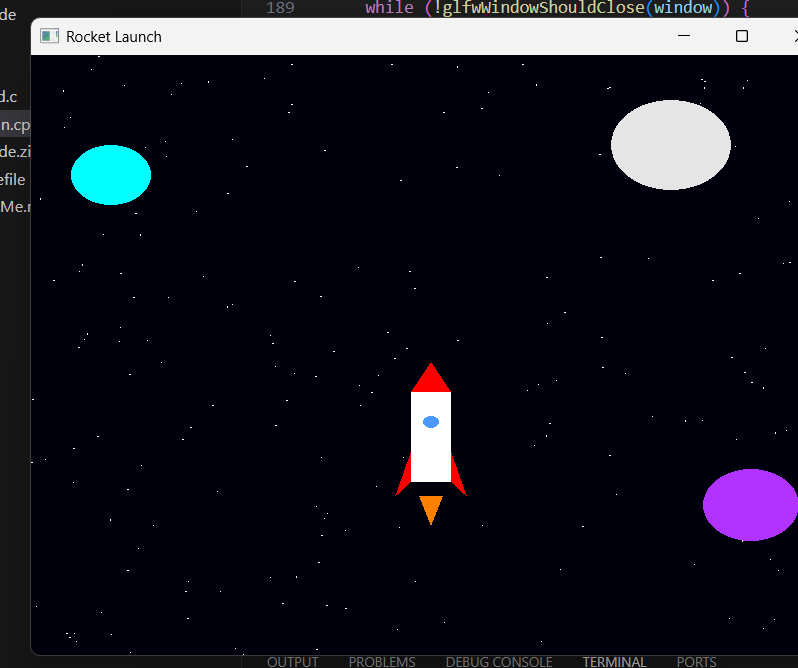 de
189 while (!glfwWindowShouldClose(window)) {
Rocket Launch
d.c
n.cp
de.zi
efile
Me.r
OUTPUT PROBLEMS DEBUG CONSOLE TERMINAL PORTS